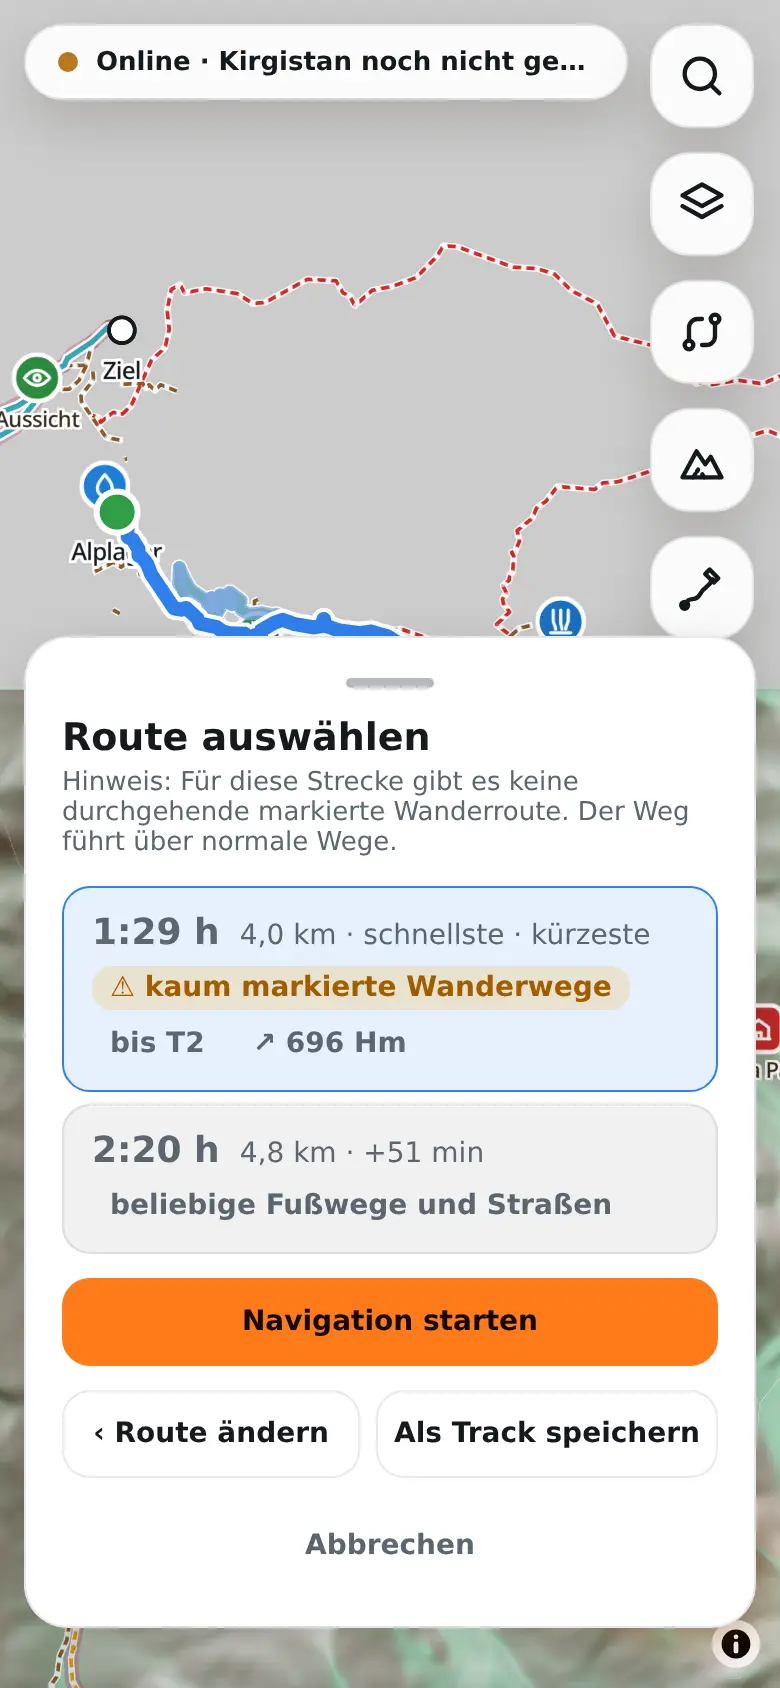 Online · Kirgistan noch nicht ge…
Ziel
Aussicht
Route auswählen
Hinweis: Für diese Strecke gibt es keine
durchgehende markierte Wanderroute. Der Weg
führt über normale Wege.
1:29 h 4,0 km · schnellste · kürzeste
⚠ kaum markierte Wanderwege
bis T2 ↗ 696 Hm
2:20 h 4,8 km · +51 min
beliebige Fußwege und Straßen
Navigation starten
‹ Route ändern
Als Track speichern
Abbrechen